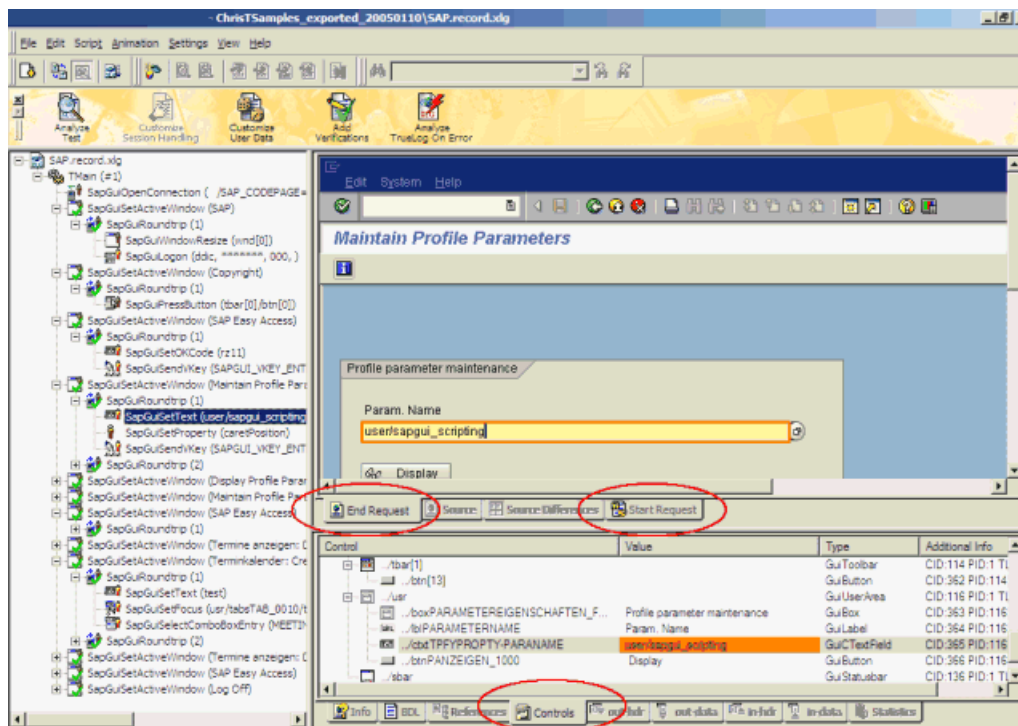 - ChrisTSamples_exported_20050110\SAP.record.xlg
File Edit Script Animation Settings View Help
Analyze Test
Customize Session Handling
Customize User Data
Add Verifications
Analyze TrueLog On Error
SAP.record.xlg
TMain (#1)
SapGuiOpenConnection ( /SAP_CODEPAGE=
SapGuiSetActiveWindow (SAP)
SapGuiRoundtrip (1)
SapGuiWindowResize (wnd[0])
SapGuiLogon (ddic, *******, 000, )
SapGuiSetActiveWindow (Copyright)
SapGuiRoundtrip (1)
SapGuiPressButton (tbar[0]/btn[0])
SapGuiSetActiveWindow (SAP Easy Access)
SapGuiRoundtrip (1)
SapGuiSetOKCode (rz11)
SapGuiSendVKey (SAPGUI_VKEY_ENT
SapGuiSetActiveWindow (Maintain Profile Para
SapGuiRoundtrip (1)
SapGuiSetText (user/sapgui_scripting
SapGuiSetProperty (caretPosition)
SapGuiSendVKey (SAPGUI_VKEY_ENT
SapGuiRoundtrip (2)
SapGuiSetActiveWindow (Display Profile Parar
SapGuiSetActiveWindow (Maintain Profile Par
SapGuiSetActiveWindow (SAP Easy Access)
SapGuiRoundtrip (1)
SapGuiSetActiveWindow (Termine anzeigen: D
SapGuiSetActiveWindow (Terminkalender: Cre
SapGuiRoundtrip (1)
SapGuiSetText (test)
SapGuiSetFocus (usr/tabsTAB_0010/t
SapGuiSelectComboBoxEntry (MEETIN
SapGuiRoundtrip (2)
SapGuiSetActiveWindow (Termine anzeigen: D
SapGuiSetActiveWindow (SAP Easy Access)
SapGuiSetActiveWindow (Log Off)
Edit System Help
Maintain Profile Parameters
Profile parameter maintenance
Param. Name
user/sapgui_scripting
Display
End Request Source Source Differences Start Request
Control Value Type Additional Info
../tbar[1] GuiToolbar CID:114 PID:1 TL
../btn[13] GuiButton CID:362 PID:114
../usr GuiUserArea CID:116 PID:1 TL
../boxPARAMETEREIGENSCHAFTEN_F... Profile parameter maintenance GuiBox CID:363 PID:116
../lblPARAMETERNAME Param. Name GuiLabel CID:364 PID:116
../ctxtTPFYPROPTY-PARANAME user/sapgui_scripting GuiCTextField CID:365 PID:116
../btnPANZEIGEN_1000 Display GuiButton CID:366 PID:116
../sbar GuiStatusbar CID:136 PID:1 TL
Info BDL References Controls out-hdr out-data in-hdr in-data Statistics